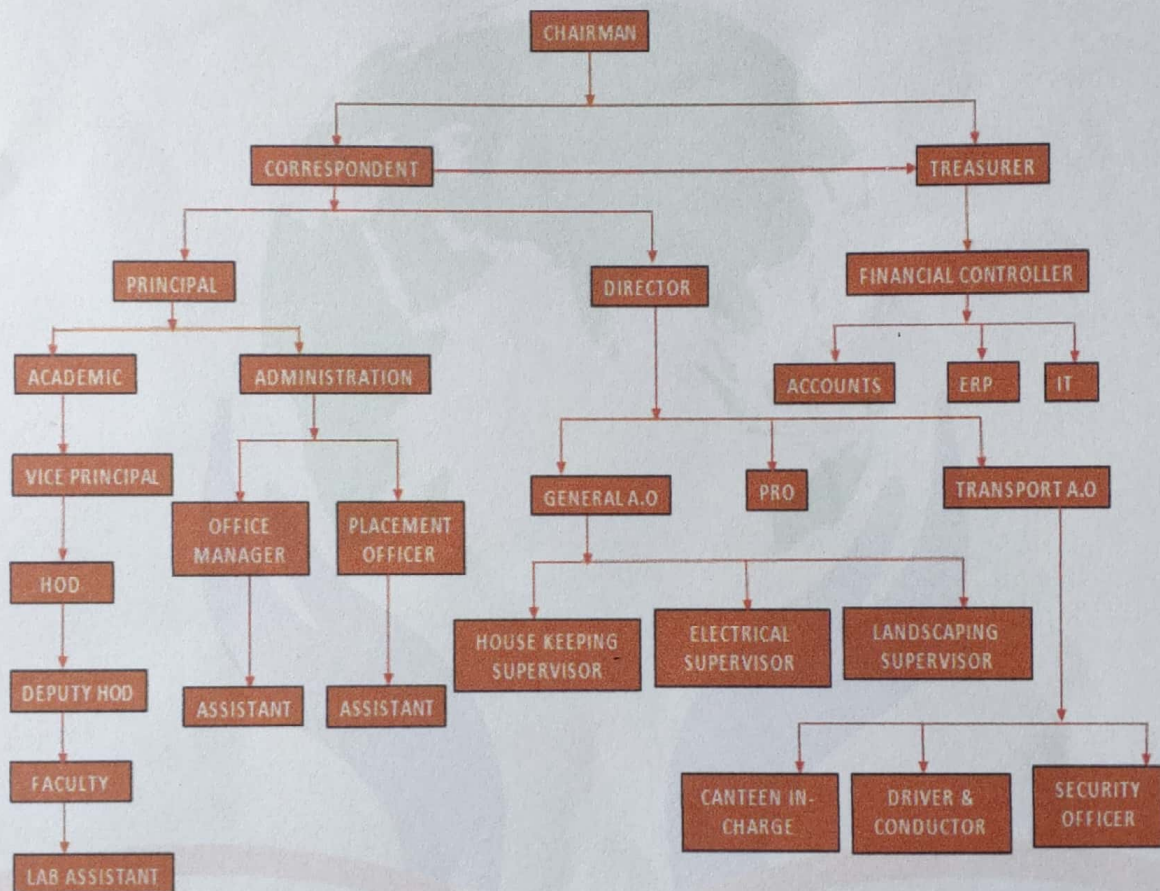 CHAIRMAN
CORRESPONDENT
TREASURER
PRINCIPAL
DIRECTOR
FINANCIAL CONTROLLER
ACADEMIC
ADMINISTRATION
ACCOUNTS
ERP
IT
VICE PRINCIPAL
GENERAL A.O
PRO
TRANSPORT A.O
OFFICE
MANAGER
PLACEMENT
OFFICER
HOD
HOUSE KEEPING
SUPERVISOR
ELECTRICAL
SUPERVISOR
LANDSCAPING
SUPERVISOR
DEPUTY HOD
ASSISTANT
ASSISTANT
FACULTY
CANTEEN IN-
CHARGE
DRIVER &
CONDUCTOR
SECURITY
OFFICER
LAB ASSISTANT